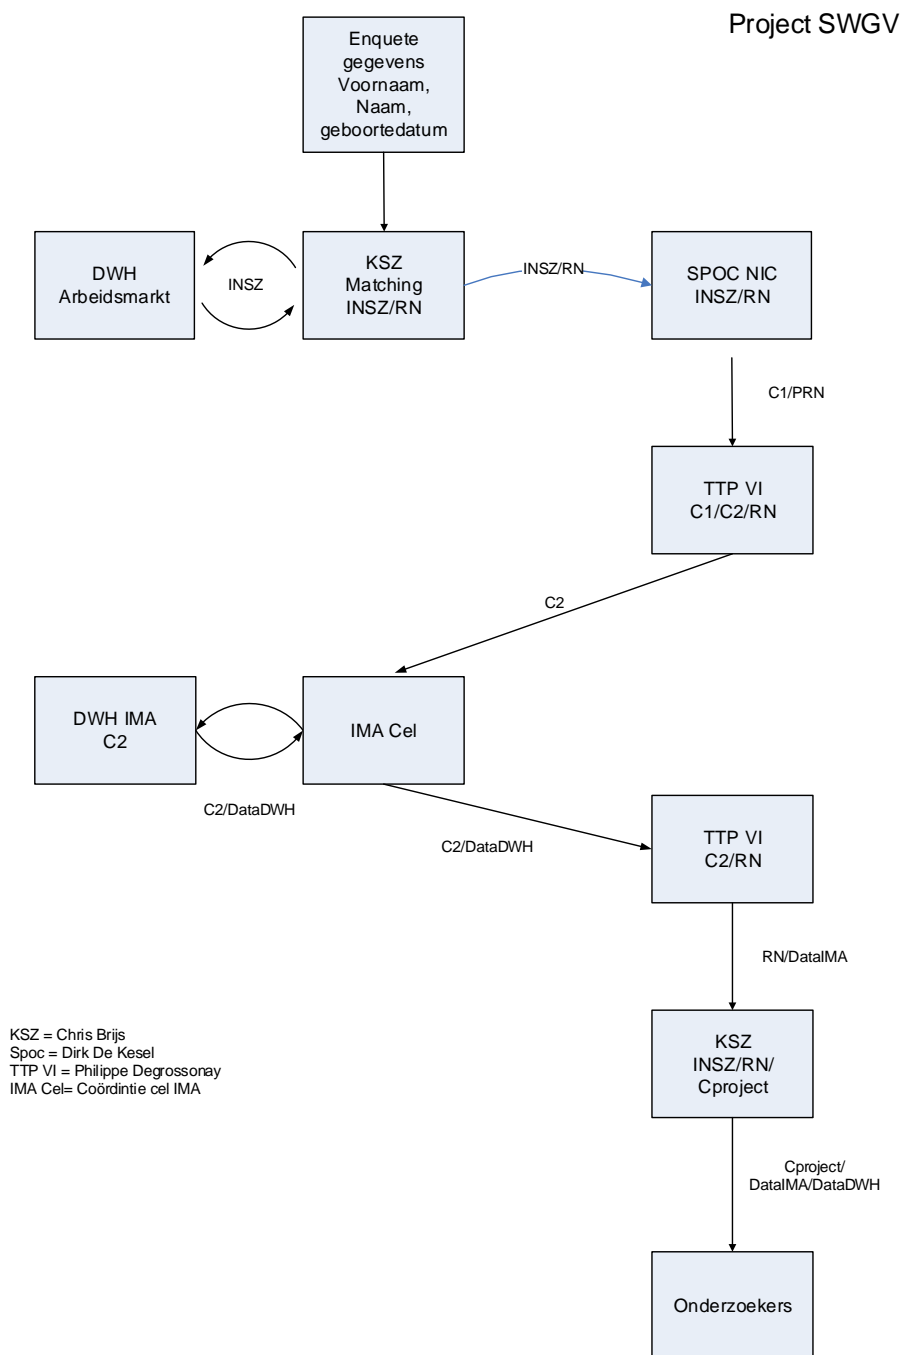 Project SWGV
Enquete
gegevens
Voornaam,
Naam,
geboortedatum
DWH
Arbeidsmarkt
INSZ
KSZ
Matching
INSZ/RN
INSZ/RN
SPOC NIC
INSZ/RN
C1/PRN
TTP VI
C1/C2/RN
C2
DWH IMA
C2
IMA Cel
C2/DataDWH
C2/DataDWH
TTP VI
C2/RN
RN/DataIMA
KSZ = Chris Brijs
Spoc = Dirk De Kesel
TTP VI = Philippe Degrossonay
IMA Cel= Coördintie cel IMA
KSZ
INSZ/RN/
Cproject
Cproject/
DataIMA/DataDWH
Onderzoekers